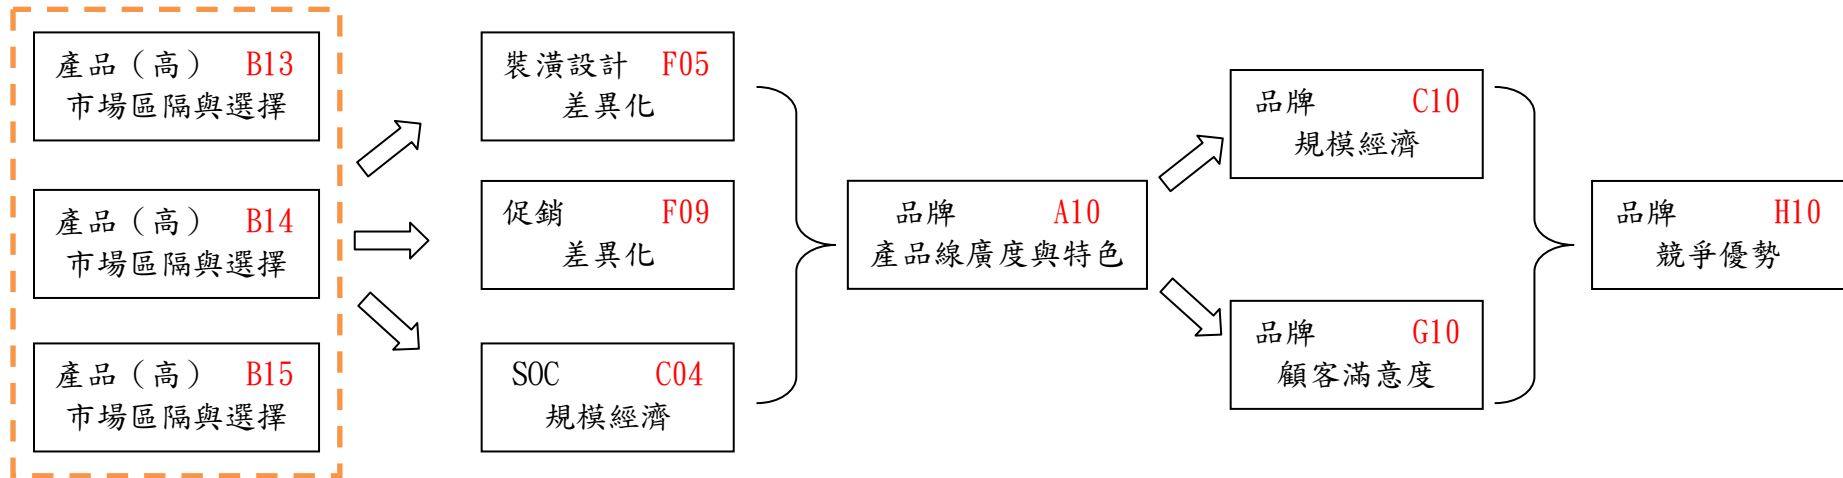 產品（高） B13
市場區隔與選擇
產品（高） B14
市場區隔與選擇
產品（高） B15
市場區隔與選擇
裝潢設計 F05
差異化
促銷 F09
差異化
SOC C04
規模經濟
品牌 A10
產品線廣度與特色
品牌 C10
規模經濟
品牌 G10
顧客滿意度
品牌 H10
競爭優勢